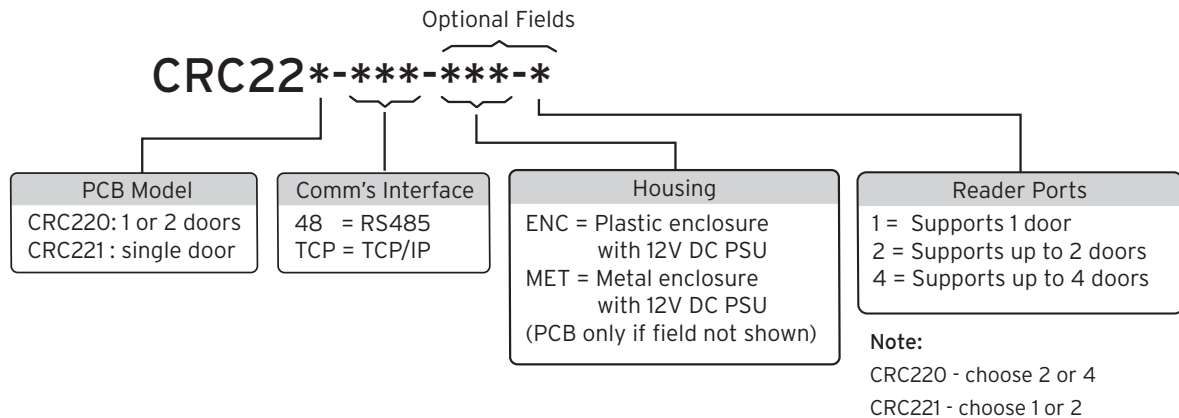 Optional Fields
CRC22*-***-***-*
PCB Model
CRC220: 1 or 2 doors
CRC221 : single door
Comm's Interface
48 = RS485
TCP = TCP/IP
Housing
ENC = Plastic enclosure
with 12V DC PSU
MET = Metal enclosure
with 12V DC PSU
(PCB only if field not shown)
Reader Ports
1 = Supports 1 door
2 = Supports up to 2 doors
4 = Supports up to 4 doors
Note:
CRC220 - choose 2 or 4
CRC221 - choose 1 or 2